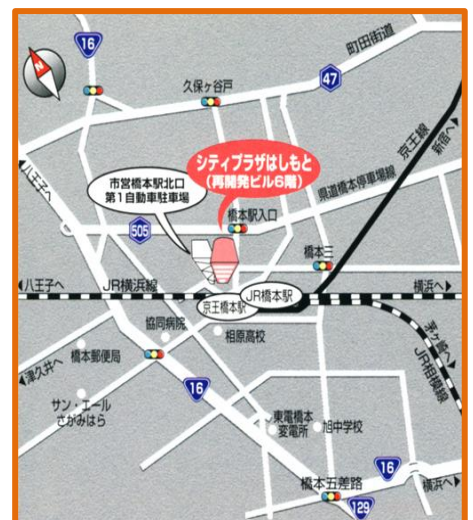 16
町田街道
N
47
久保ヶ谷戸
京王線
新宿へ
シティプラザはしもと
(再開発ビル6階)
市営橋本駅北口
第1自動車駐車場
県道橋本停車場線
八王子へ
橋本駅入口
505
橋本三
八王子へ
JR横浜線
横浜へ
京王橋本駅
JR橋本駅
協同病院
相原高校
茅ヶ崎へ
JR相模線
橋本郵便局
津久井へ
16
サン・エール
さがみはら
東電橋本
変電所
旭中学校
16
橋本五差路
横浜へ
129